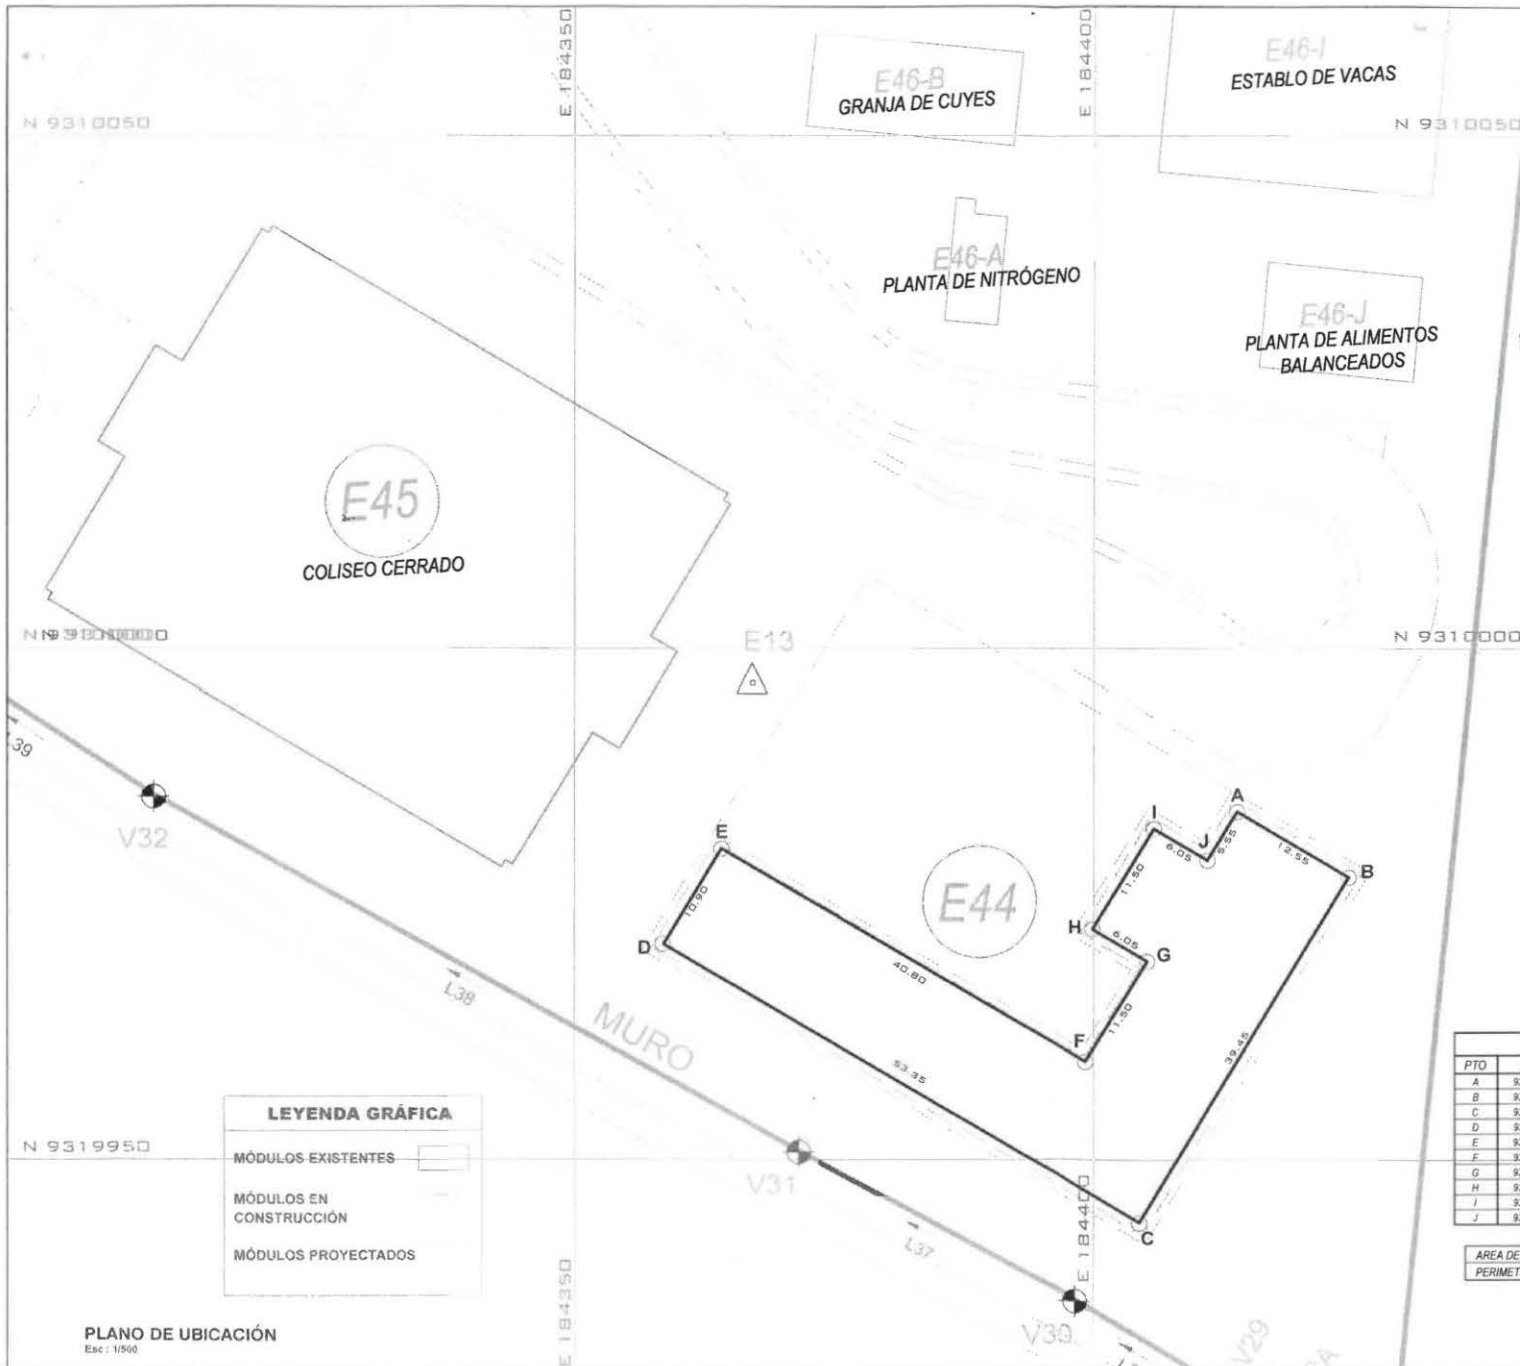 E 184350
E 184400
E46-B
GRANJA DE CUYES
E46-I
ESTABLO DE VACAS
N 9310050
N 9310050
E46-A
PLANTA DE NITRÓGENO
E46-J
PLANTA DE ALIMENTOS
BALANCEADOS
E45
COLISEO CERRADO
N 9310000
N 9310000
E13
L39
V32
A
I
J
E
B
5.55
6.05
12.55
11.50
10.90
E44
H
6.05
G
D
40.80
L38
MURO
11.50
F
39.45
53.35
LEYENDA GRÁFICA
MÓDULOS EXISTENTES
MÓDULOS EN
CONSTRUCCIÓN
MÓDULOS PROYECTADOS
N 9319950
V31
C
L37
E 184350
E 184400
V30
V29
PTO
A
B
C
D
E
F
G
H
I
J
AREA DE
PERIMET
PLANO DE UBICACIÓN
Esc : 1/500